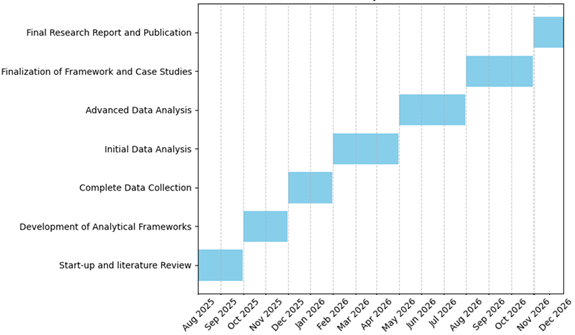 Final Research Report and Publication
Finalization of Framework and Case Studies
Advanced Data Analysis
Initial Data Analysis
Complete Data Collection
Development of Analytical Frameworks
Start-up and literature Review
Aug 2025
Sep 2025
Oct 2025
Nov 2025
Dec 2025
Jan 2026
Feb 2026
Mar 2026
Apr 2026
May 2026
Jun 2026
Jul 2026
Aug 2026
Sep 2026
Oct 2026
Nov 2026
Dec 2026